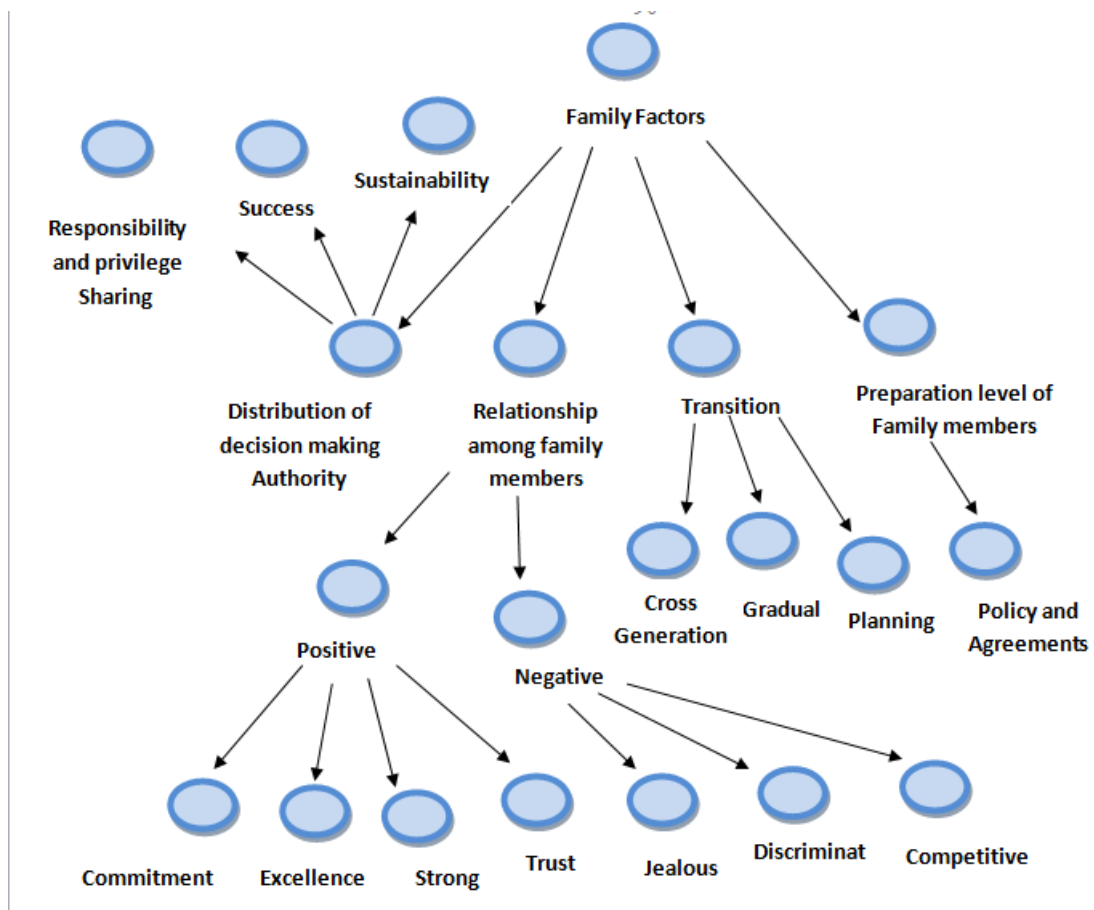 Family Factors
Sustainability
Success
Responsibility
and privilege
Sharing
Distribution of
decision making
Authority
Relationship
among family
members
Transition
Preparation level of
Family members
Cross
Generation
Gradual
Planning
Policy and
Agreements
Positive
Negative
Commitment
Excellence
Strong
Trust
Jealous
Discriminat
Competitive